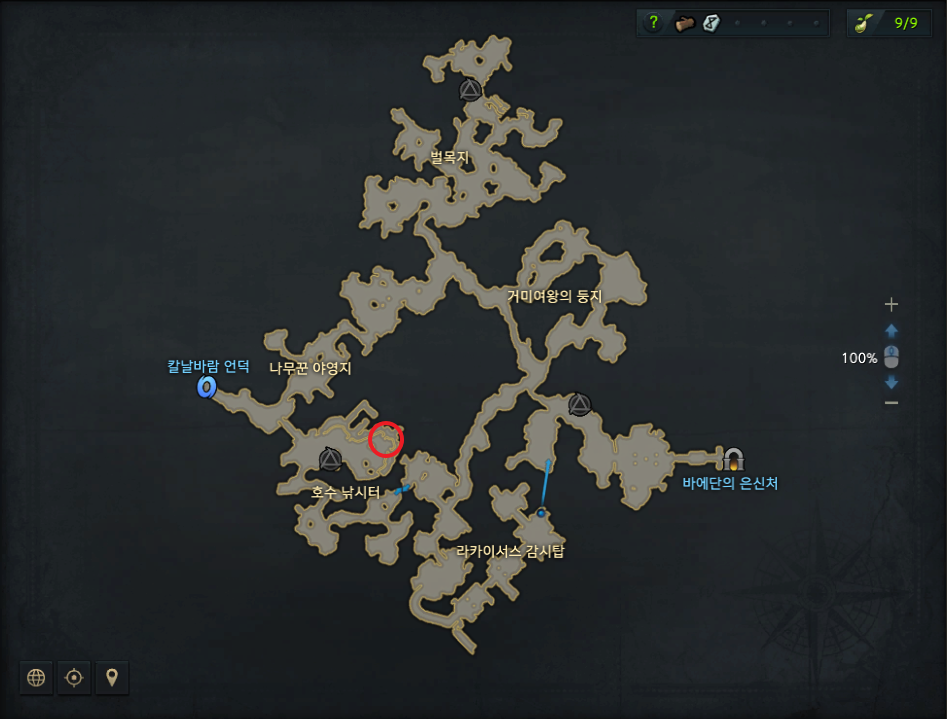 ?
9/9
벌목지
거미여왕의 둥지
100%
칼날바람 언덕
나무꾼 야영지
호수 낚시터
바에단의 은신처
라카이서스 감시탑